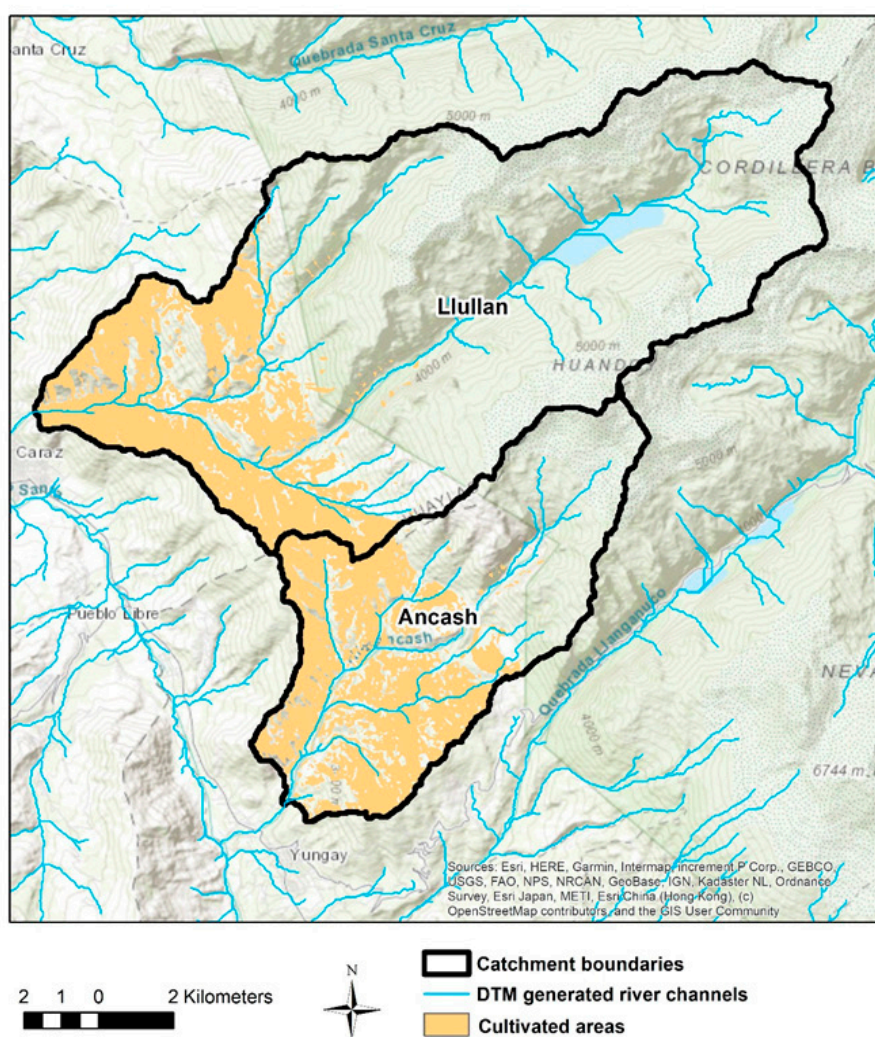 anta Cruz
Quebrada Santa Cruz
4000 m
5000 m
CORDILLERA B
Llullan
5000 m
HUANDO
4000 m
Caraz
Santa
5000 m
HUAYLA
Pueblo Libre
Ancash
ncash
Quebrada Llanganuco
NEVA
4000 m
6744 m
Yungay
Sources: Esri, HERE, Garmin, Intermap, increment P Corp., GEBCO,
USGS, FAO, NPS, NRCAN, GeoBase, IGN, Kadaster NL, Ordnance
Survey, Esri Japan, METI, Esri China (Hong Kong), (c)
OpenStreetMap contributors, and the GIS User Community
2 1 0 2 Kilometers
N
Catchment boundaries
DTM generated river channels
Cultivated areas